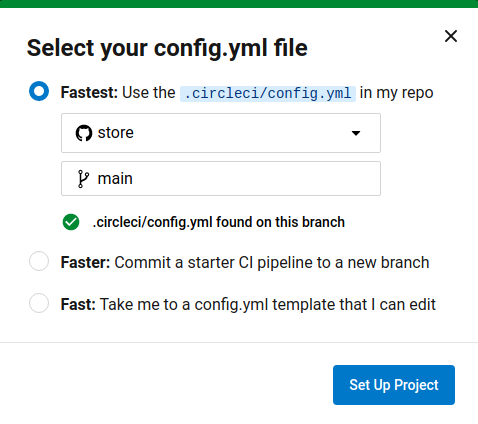 Select your config.yml file
Fastest: Use the .circleci/config.yml in my repo
store
main
.circleci/config.yml found on this branch
Faster: Commit a starter CI pipeline to a new branch
Fast: Take me to a config.yml template that I can edit
Set Up Project